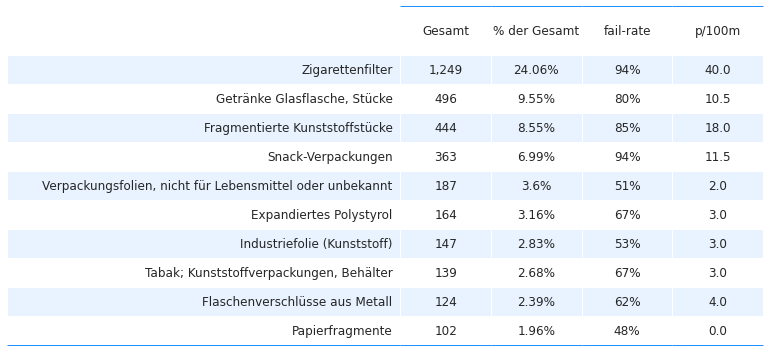 Gesamt % der Gesamt fail-rate p/100m
Zigarettenfilter 1,249 24.06% 94% 40.0
Getränke Glasflasche, Stücke 496 9.55% 80% 10.5
Fragmentierte Kunststoffstücke 444 8.55% 85% 18.0
Snack-Verpackungen 363 6.99% 94% 11.5
Verpackungsfolien, nicht für Lebensmittel oder unbekannt 187 3.6% 51% 2.0
Expandiertes Polystyrol 164 3.16% 67% 3.0
Industriefolie (Kunststoff) 147 2.83% 53% 3.0
Tabak; Kunststoffverpackungen, Behälter 139 2.68% 67% 3.0
Flaschenverschlüsse aus Metall 124 2.39% 62% 4.0
Papierfragmente 102 1.96% 48% 0.0